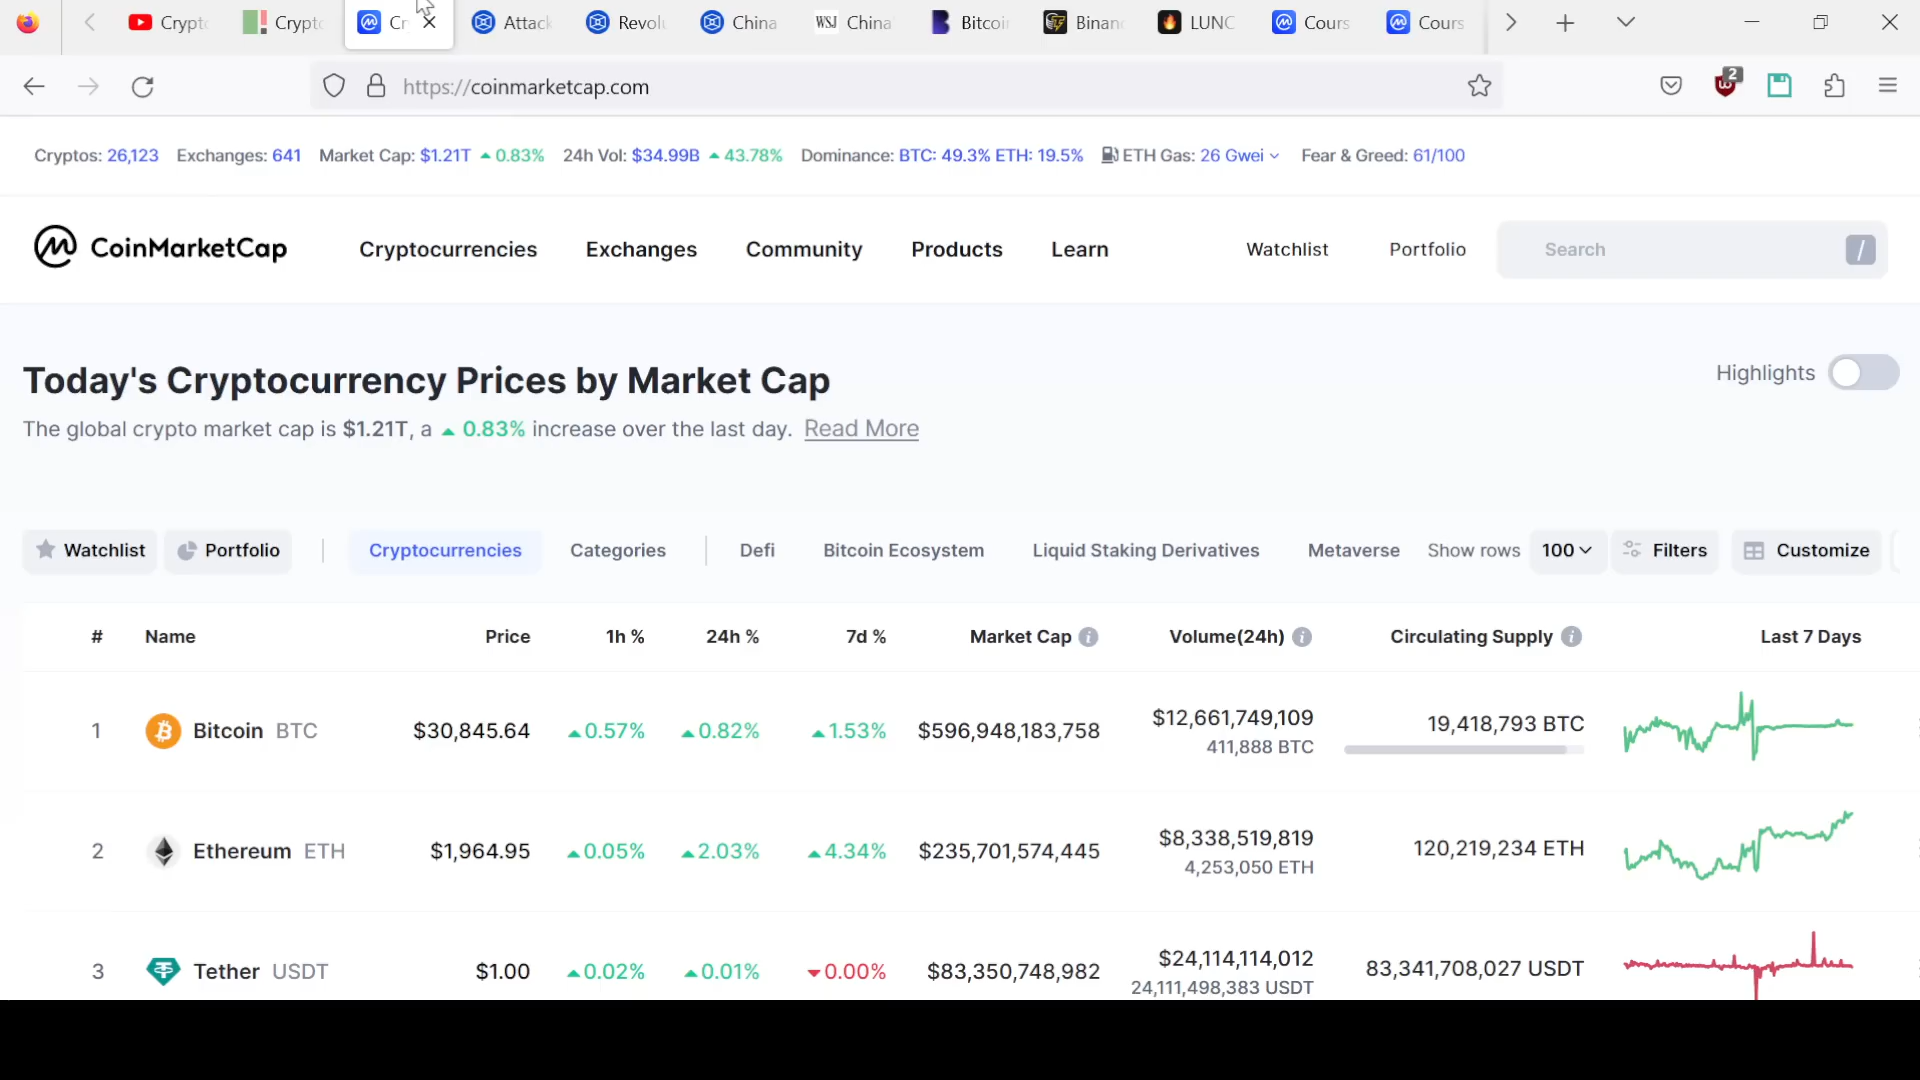 Crypto Crypto Cr Attack Revolu China WSJ China Bitcoin Binanc LUNC Cours Cours
https://coinmarketcap.com 2
Cryptos: 26,123 Exchanges: 641 Market Cap: $1.21T 0.83% 24h Vol: $34.99B 43.78% Dominance: BTC: 49.3% ETH: 19.5% ETH Gas: 26 Gwei Fear & Greed: 61/100
CoinMarketCap Cryptocurrencies Exchanges Community Products Learn Watchlist Portfolio Search /
Today's Cryptocurrency Prices by Market Cap Highlights
The global crypto market cap is $1.21T, a 0.83% increase over the last day. Read More
Watchlist Portfolio Cryptocurrencies Categories Defi Bitcoin Ecosystem Liquid Staking Derivatives Metaverse Show rows 100 Filters Customize
# Name Price 1h % 24h % 7d % Market Cap Volume(24h) Circulating Supply Last 7 Days
1 Bitcoin BTC $30,845.64 0.57% 0.82% 1.53% $596,948,183,758 $12,661,749,109 19,418,793 BTC
411,888 BTC
2 Ethereum ETH $1,964.95 0.05% 2.03% 4.34% $235,701,574,445 $8,338,519,819 120,219,234 ETH
4,253,050 ETH
3 Tether USDT $1.00 0.02% 0.01% 0.00% $83,350,748,982 $24,114,114,012 83,341,708,027 USDT
24,111,498,383 USDT